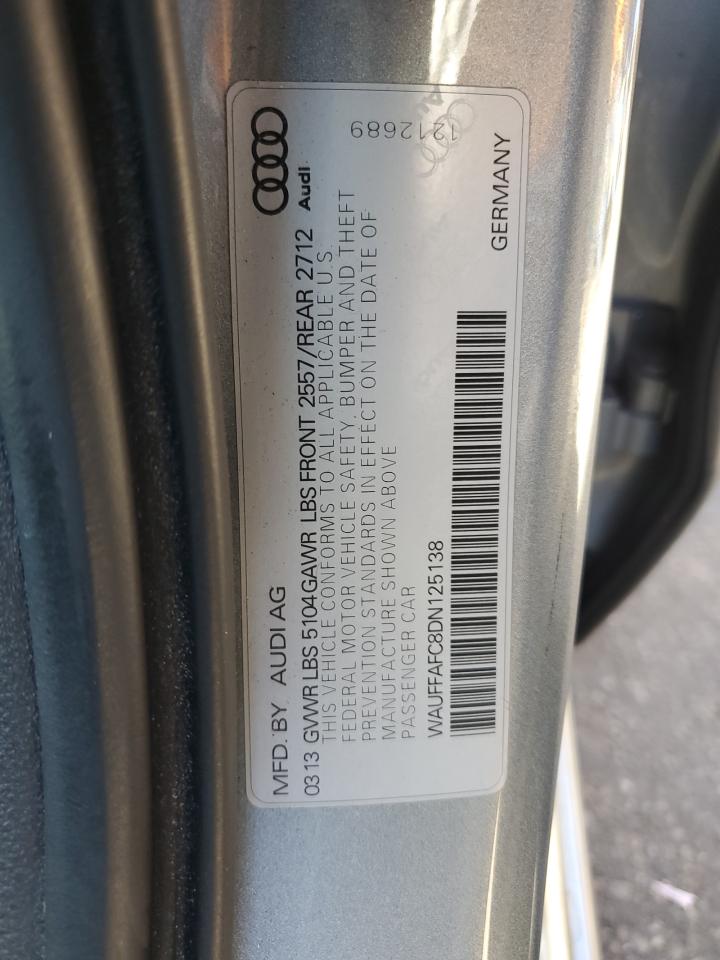 MFD. BY AUDI AG
Audi
03 13 GVWR LBS 5104 GAWR LBS FRONT 2557/REAR 2712
THIS VEHICLE CONFORMS TO ALL APPLICABLE U.S.
FEDERAL MOTOR VEHICLE SAFETY, BUMPER AND THEFT
PREVENTION STANDARDS IN EFFECT ON THE DATE OF
MANUFACTURE SHOWN ABOVE
PASSENGER CAR
1212689
WAUFFAFC8DN125138
GERMANY